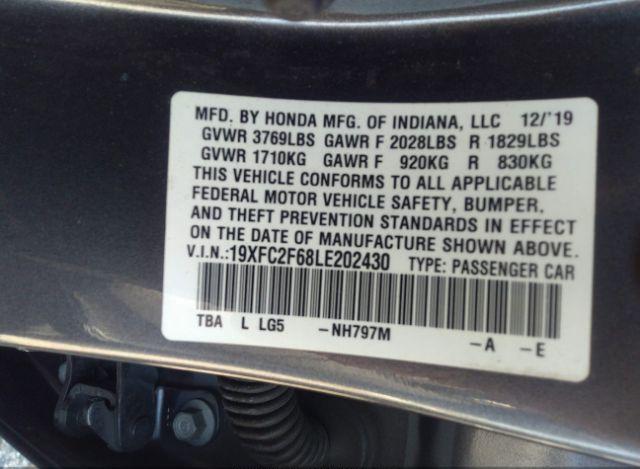 MFD. BY HONDA MFG. OF INDIANA, LLC 12/'19
GVWR 3769LBS GAWR F 2028LBS R 1829LBS
GVWR 1710KG GAWR F 920KG R 830KG
THIS VEHICLE CONFORMS TO ALL APPLICABLE
FEDERAL MOTOR VEHICLE SAFETY, BUMPER,
AND THEFT PREVENTION STANDARDS IN EFFECT
ON THE DATE OF MANUFACTURE SHOWN ABOVE.
V.I.N.:19XFC2F68LE202430 TYPE: PASSENGER CAR
TBA L LG5 -NH797M -A -E